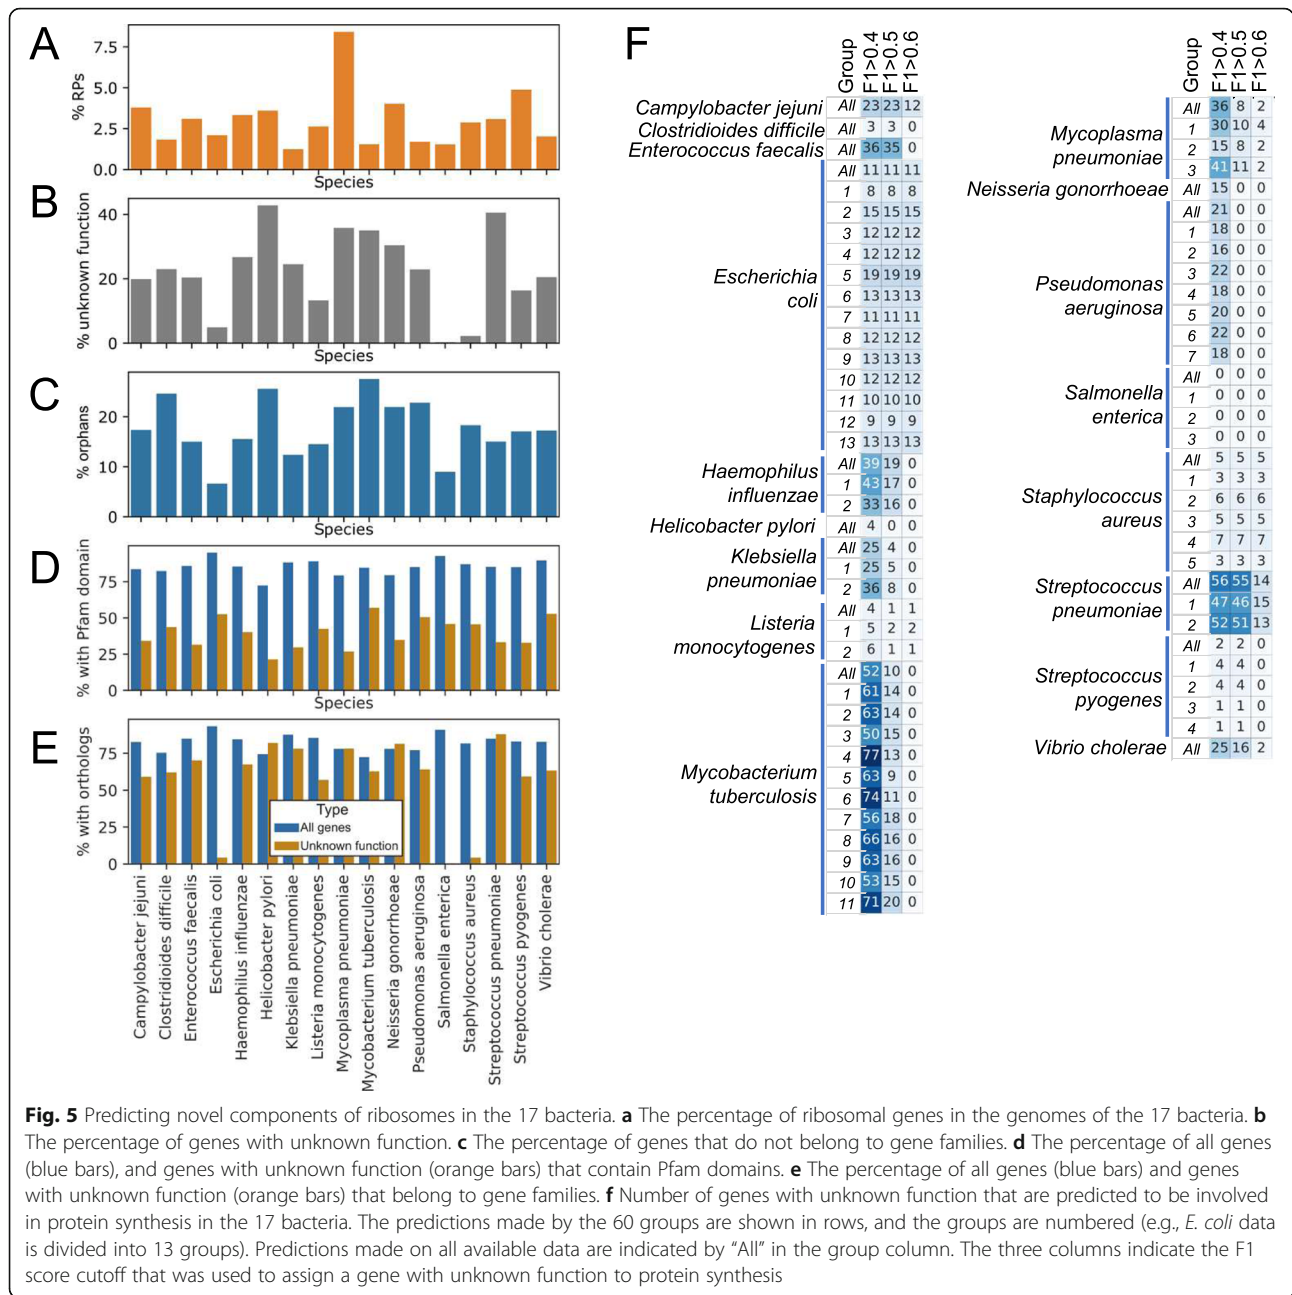 A
% RPs
7.5
5.0
2.5
0.0
Species
B
% unknown function
40
20
0
Species
C
% orphans
20
10
0
Species
D
% with Pfam domain
75
50
25
0
Species
E
% with orthologs
75
50
25
0
Type
All genes
Unknown function
Campylobacter jejuni
Clostridioides difficile
Enterococcus faecalis
Escherichia coli
Haemophilus influenzae
Helicobacter pylori
Klebsiella pneumoniae
Listeria monocytogenes
Mycoplasma pneumoniae
Mycobacterium tuberculosis
Neisseria gonorrhoeae
Pseudomonas aeruginosa
Salmonella enterica
Staphylococcus aureus
Streptococcus pneumoniae
Streptococcus pyogenes
Vibrio cholerae
F
Group F1>0.4 F1>0.5 F1>0.6
Campylobacter jejuni All 23 23 12
Clostridioides difficile All 3 3 0
Enterococcus faecalis All 36 35 0
Escherichia
coli
All 11 11 11
1 8 8 8
2 15 15 15
3 12 12 12
4 12 12 12
5 19 19 19
6 13 13 13
7 11 11 11
8 12 12 12
9 13 13 13
10 12 12 12
11 10 10 10
12 9 9 9
13 13 13 13
Haemophilus
influenzae
All 39 19 0
1 43 17 0
2 33 16 0
Helicobacter pylori All 4 0 0
Klebsiella
pneumoniae
All 25 4 0
1 25 5 0
2 36 8 0
Listeria
monocytogenes
All 4 1 1
1 5 2 2
2 6 1 1
Mycobacterium
tuberculosis
All 52 10 0
1 61 14 0
2 63 14 0
3 50 15 0
4 77 13 0
5 63 9 0
6 74 11 0
7 56 18 0
8 66 16 0
9 63 16 0
10 53 15 0
11 71 20 0
Group F1>0.4 F1>0.5 F1>0.6
Mycoplasma
pneumoniae
All 36 8 2
1 30 10 4
2 15 8 2
3 41 11 2
Neisseria gonorrhoeae All 15 0 0
Pseudomonas
aeruginosa
All 21 0 0
1 18 0 0
2 16 0 0
3 22 0 0
4 18 0 0
5 20 0 0
6 22 0 0
7 18 0 0
Salmonella
enterica
All 0 0 0
1 0 0 0
2 0 0 0
3 0 0 0
Staphylococcus
aureus
All 5 5 5
1 3 3 3
2 6 6 6
3 5 5 5
4 7 7 7
5 3 3 3
Streptococcus
pneumoniae
All 56 55 14
1 47 46 15
2 52 51 13
Streptococcus
pyogenes
All 2 2 0
1 4 4 0
2 4 4 0
3 1 1 0
4 1 1 0
Vibrio cholerae All 25 16 2
Fig. 5 Predicting novel components of ribosomes in the 17 bacteria. a The percentage of ribosomal genes in the genomes of the 17 bacteria. b
The percentage of genes with unknown function. c The percentage of genes that do not belong to gene families. d The percentage of all genes
(blue bars), and genes with unknown function (orange bars) that contain Pfam domains. e The percentage of all genes (blue bars) and genes
with unknown function (orange bars) that belong to gene families. f Number of genes with unknown function that are predicted to be involved
in protein synthesis in the 17 bacteria. The predictions made by the 60 groups are shown in rows, and the groups are numbered (e.g., E. coli data
is divided into 13 groups). Predictions made on all available data are indicated by “All” in the group column. The three columns indicate the F1
score cutoff that was used to assign a gene with unknown function to protein synthesis